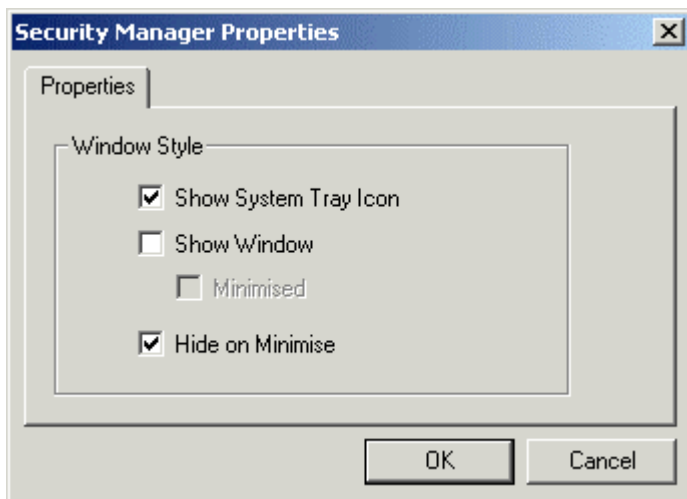 Security Manager Properties
Properties
Window Style
Show System Tray Icon
Show Window
Minimised
Hide on Minimise
OK Cancel